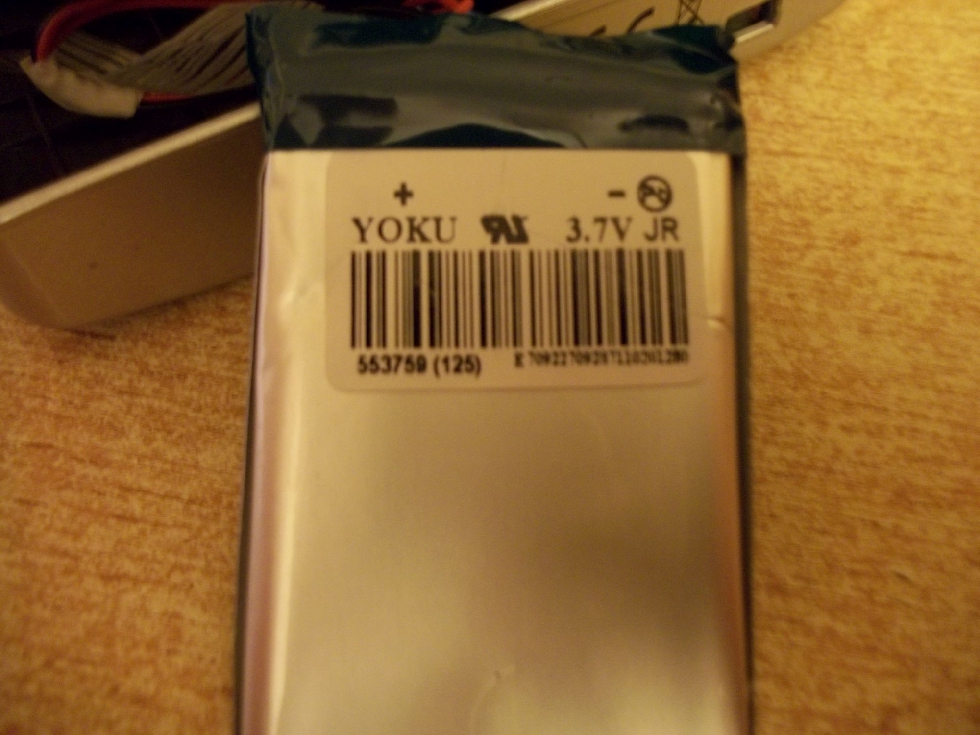 + -
YOKU 3.7V JR
553759 (125)